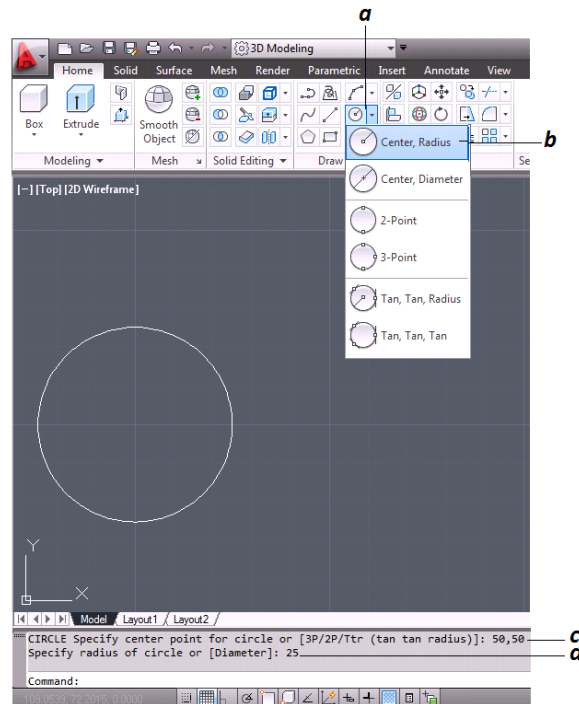 a
3D Modeling
Home Solid Surface Mesh Render Parametric Insert Annotate View
Box Extrude Smooth Object
Modeling Mesh Solid Editing Draw Se
Center, Radius b
Center, Diameter
2-Point
3-Point
Tan, Tan, Radius
Tan, Tan, Tan
[−] [Top] [2D Wireframe]
Y
X
Model Layout1 Layout2
CIRCLE Specify center point for circle or [3P/2P/Ttr (tan tan radius)]: 50,50 c
Specify radius of circle or [Diameter]: 25 d
Command: